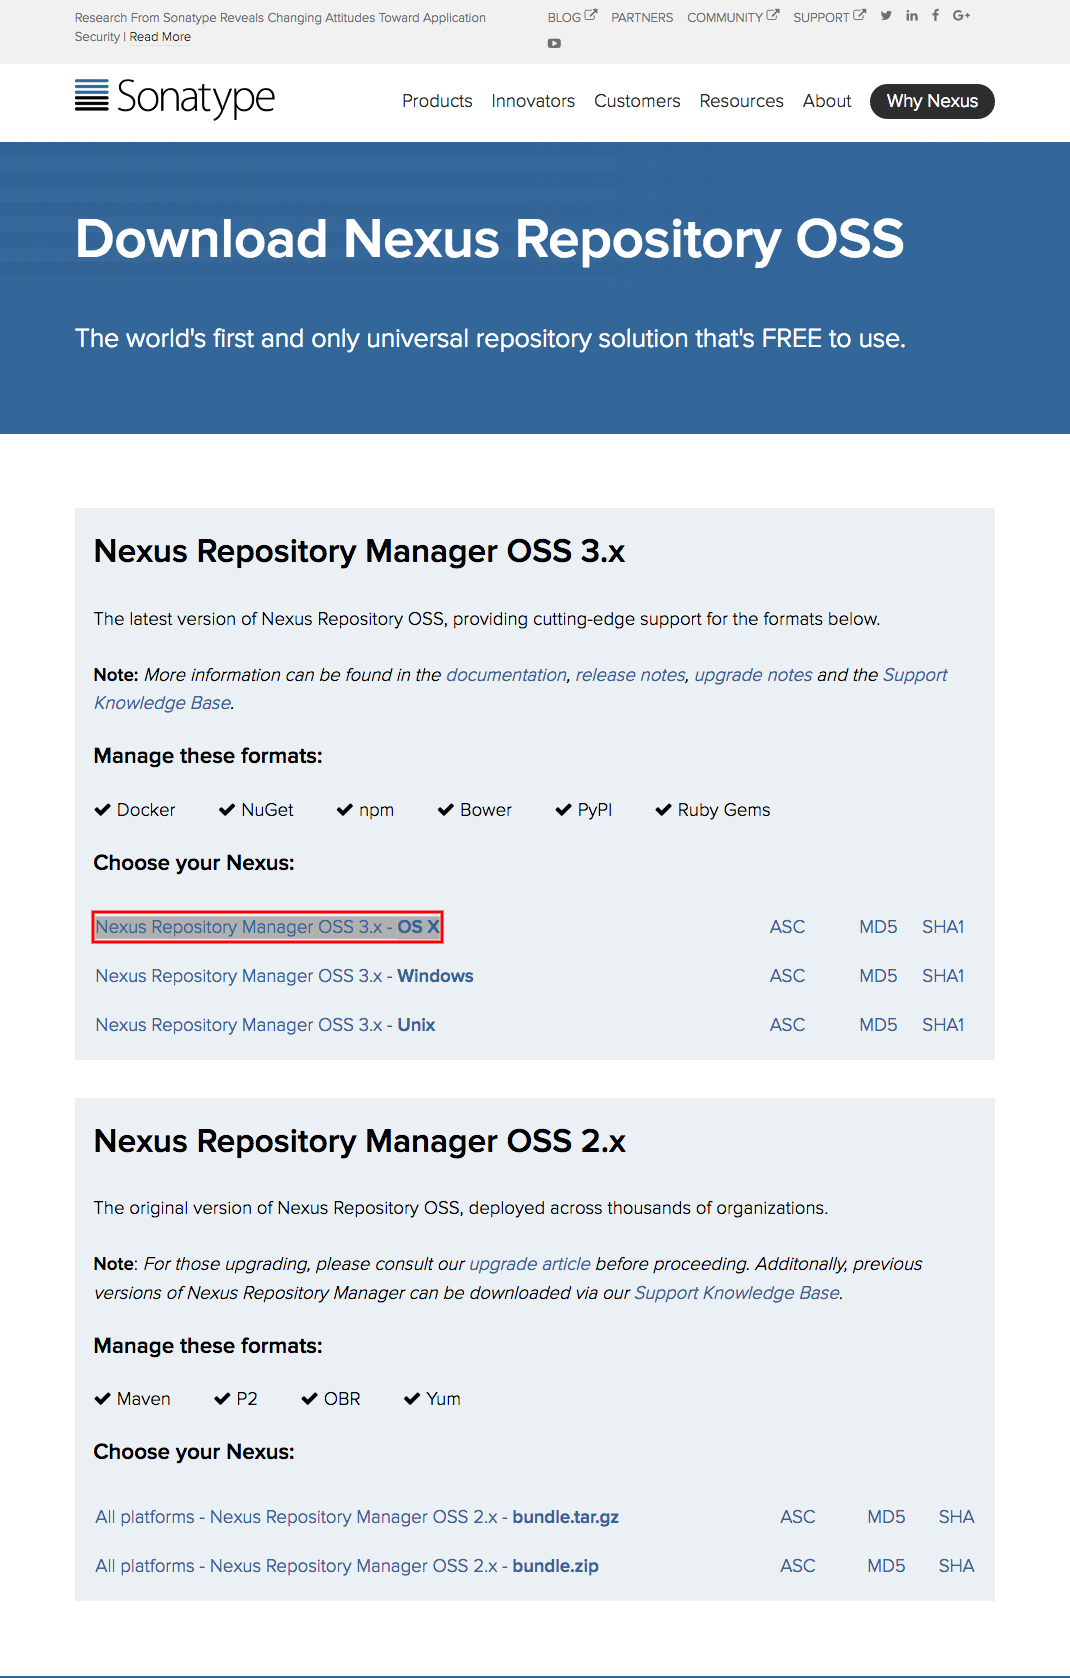 Research From Sonatype Reveals Changing Attitudes Toward Application
Security | Read More
BLOG PARTNERS COMMUNITY SUPPORT
Sonatype
Products Innovators Customers Resources About Why Nexus
Download Nexus Repository OSS
The world's first and only universal repository solution that's FREE to use.
Nexus Repository Manager OSS 3.x
The latest version of Nexus Repository OSS, providing cutting-edge support for the formats below.
Note: More information can be found in the documentation, release notes, upgrade notes and the Support
Knowledge Base.
Manage these formats:
✔ Docker ✔ NuGet ✔ npm ✔ Bower ✔ PyPI ✔ Ruby Gems
Choose your Nexus:
Nexus Repository Manager OSS 3.x - OS X ASC MD5 SHA1
Nexus Repository Manager OSS 3.x - Windows ASC MD5 SHA1
Nexus Repository Manager OSS 3.x - Unix ASC MD5 SHA1
Nexus Repository Manager OSS 2.x
The original version of Nexus Repository OSS, deployed across thousands of organizations.
Note: For those upgrading, please consult our upgrade article before proceeding. Additonally, previous
versions of Nexus Repository Manager can be downloaded via our Support Knowledge Base.
Manage these formats:
✔ Maven ✔ P2 ✔ OBR ✔ Yum
Choose your Nexus:
All platforms - Nexus Repository Manager OSS 2.x - bundle.tar.gz ASC MD5 SHA
All platforms - Nexus Repository Manager OSS 2.x - bundle.zip ASC MD5 SHA